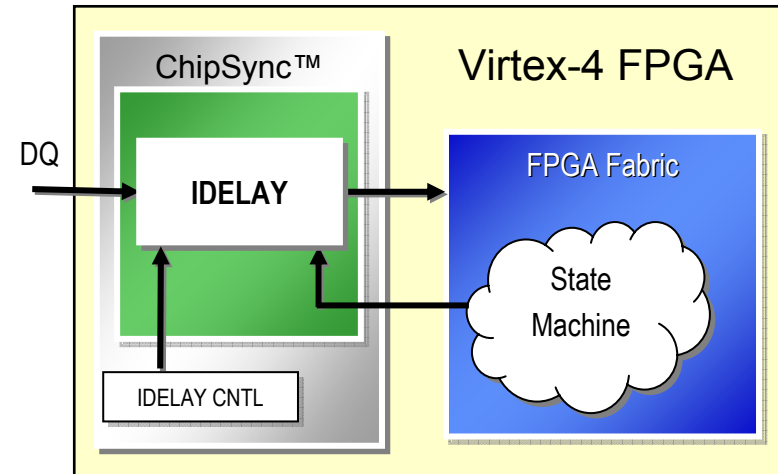 ChipSync™
Virtex-4 FPGA
DQ
IDELAY
FPGA Fabric
State
Machine
IDELAY CNTL